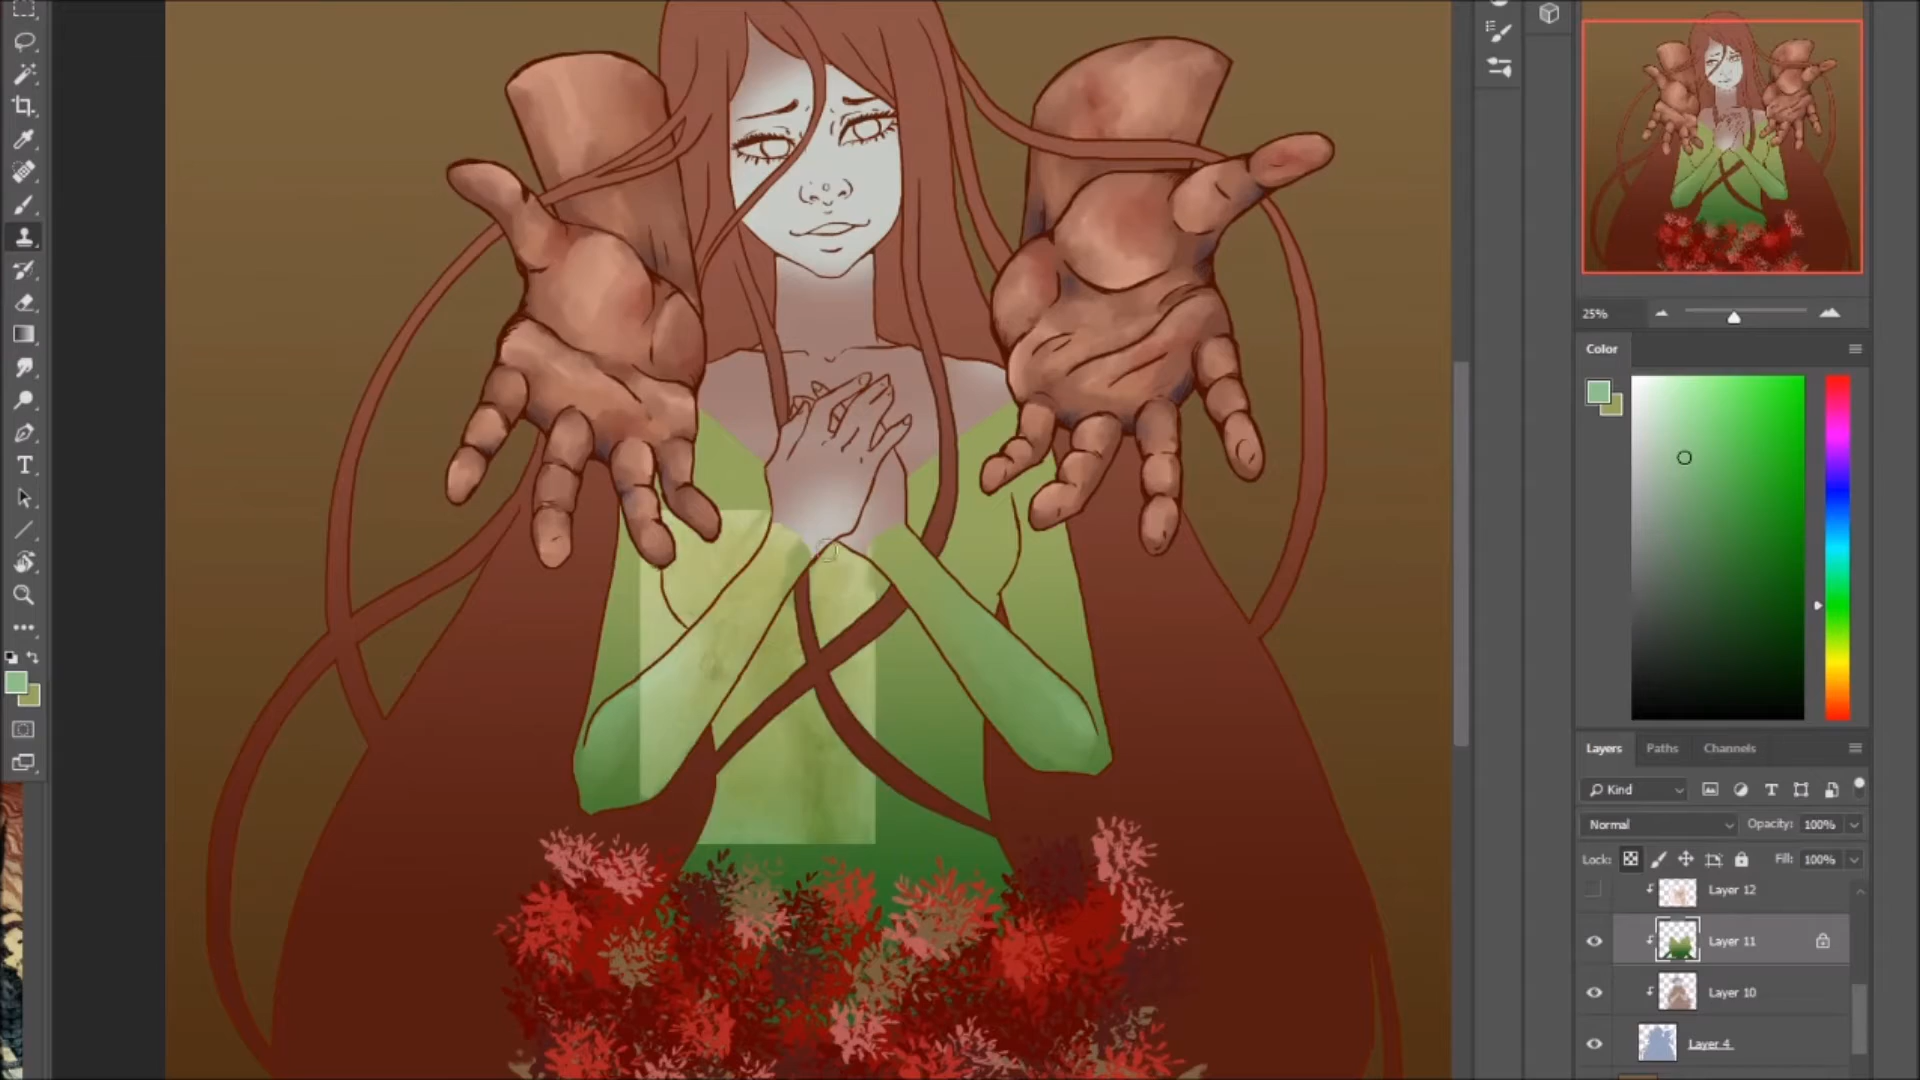 25%
Color
Layers Paths Channels
Kind
Normal Opacity: 100%
Lock: Fill: 100%
Layer 12
Layer 11
Layer 10
Layer 4